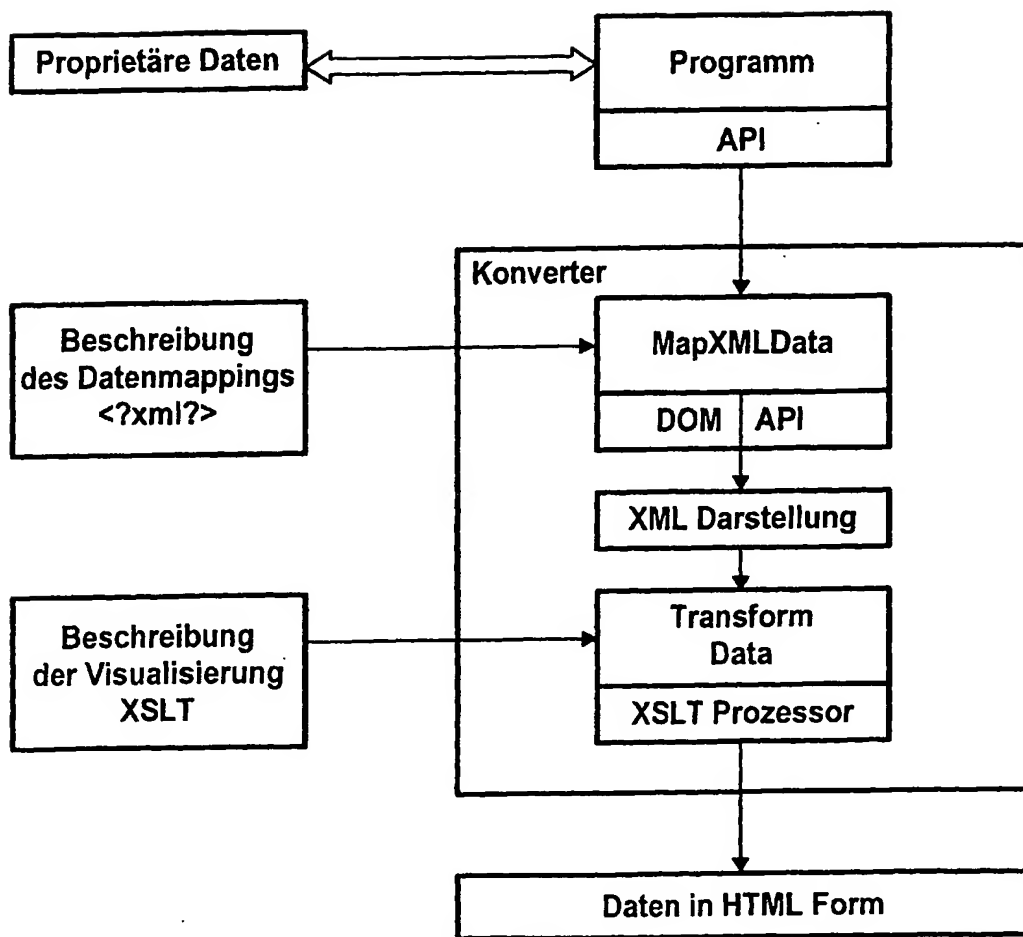 Proprietäre Daten
Programm
API
Konverter
Beschreibung
des Datenmappings
<?xml?>
MapXMLData
DOM API
XML Darstellung
Beschreibung
der Visualisierung
XSLT
Transform
Data
XSLT Prozessor
Daten in HTML Form